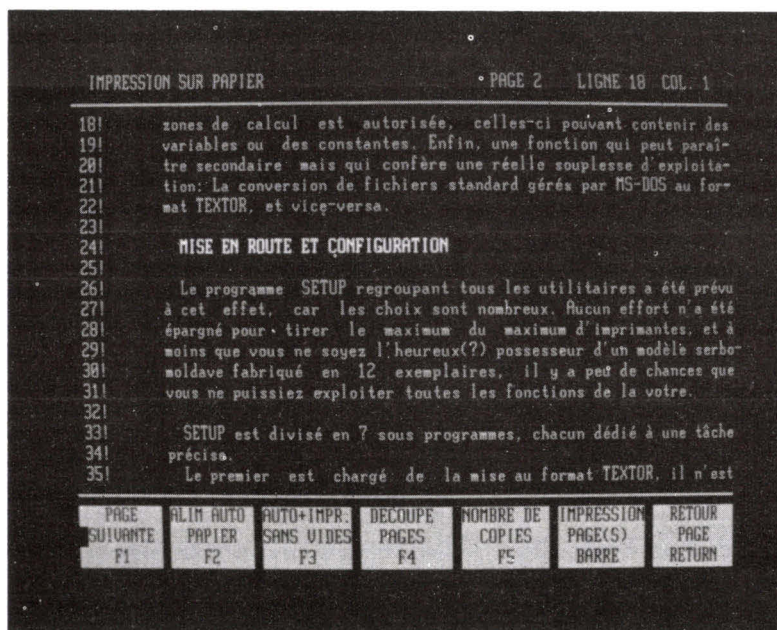 IMPRESSION SUR PAPIER PAGE 2 LIGNE 18 COL. 1
18! zones de calcul est autorisée, celles-ci pouvant contenir des
19! variables ou des constantes. Enfin, une fonction qui peut paraî-
20! tre secondaire mais qui confère une réelle souplesse d'exploita-
21! tion: La conversion de fichiers standard gérés par MS-DOS au for-
22! mat TEXTOR, et vice-versa.
23!
24! MISE EN ROUTE ET CONFIGURATION
25!
26! Le programme SETUP regroupant tous les utilitaires a été prévu
27! à cet effet, car les choix sont nombreux. Aucun effort n'a été
28! épargné pour tirer le maximum du maximum d'imprimantes, et à
29! moins que vous ne soyez l'heureux(?) possesseur d'un modèle serbo-
30! moldave fabriqué en 12 exemplaires, il y a peu de chances que
31! vous ne puissiez exploiter toutes les fonctions de la votre.
32!
33! SETUP est divisé en 7 sous programmes, chacun dédié à une tâche
34! précise.
35! Le premier est chargé de la mise au format TEXTOR, il n'est
PAGE SUIVANTE F1
ALIM AUTO PAPIER F2
AUTO+IMPR. SANS VIDES F3
DECOUPE PAGES F4
NOMBRE DE COPIES F5
IMPRESSION PAGE(S) BARRE
RETOUR PAGE RETURN